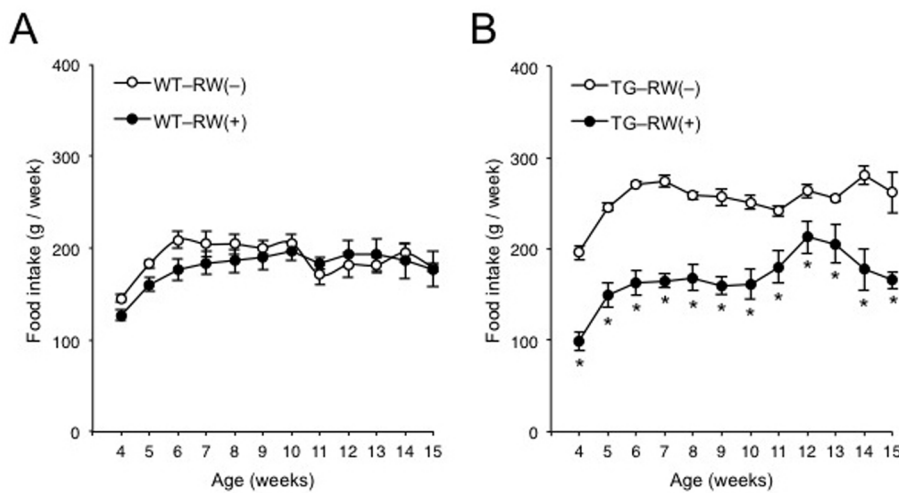 A
400
300
200
100
0
Food intake (g / week)
WT–RW(–)
WT–RW(+)
4 5 6 7 8 9 10 11 12 13 14 15
Age (weeks)
B
400
300
200
100
0
Food intake (g / week)
TG–RW(–)
TG–RW(+)
* * * * * * * * * * * *
4 5 6 7 8 9 10 11 12 13 14 15
Age (weeks)